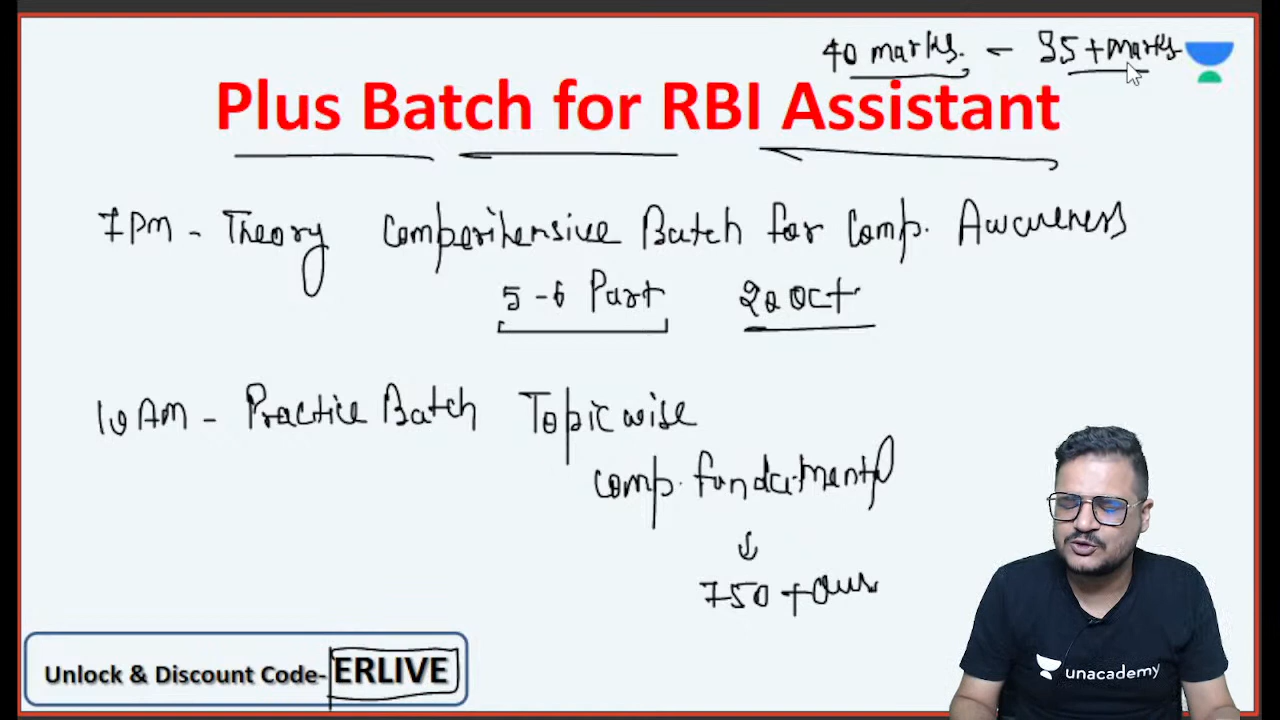 40 marks. - 35+marks
Plus Batch for RBI Assistant
7PM - Theory Comperihensive Batch for Comp. Awareness
5-6 Part 20 Oct
10 AM - Practice Batch Topicwise
comp. fundamental
↓
750+Ques
Unlock & Discount Code- ERLIVE
unacademy